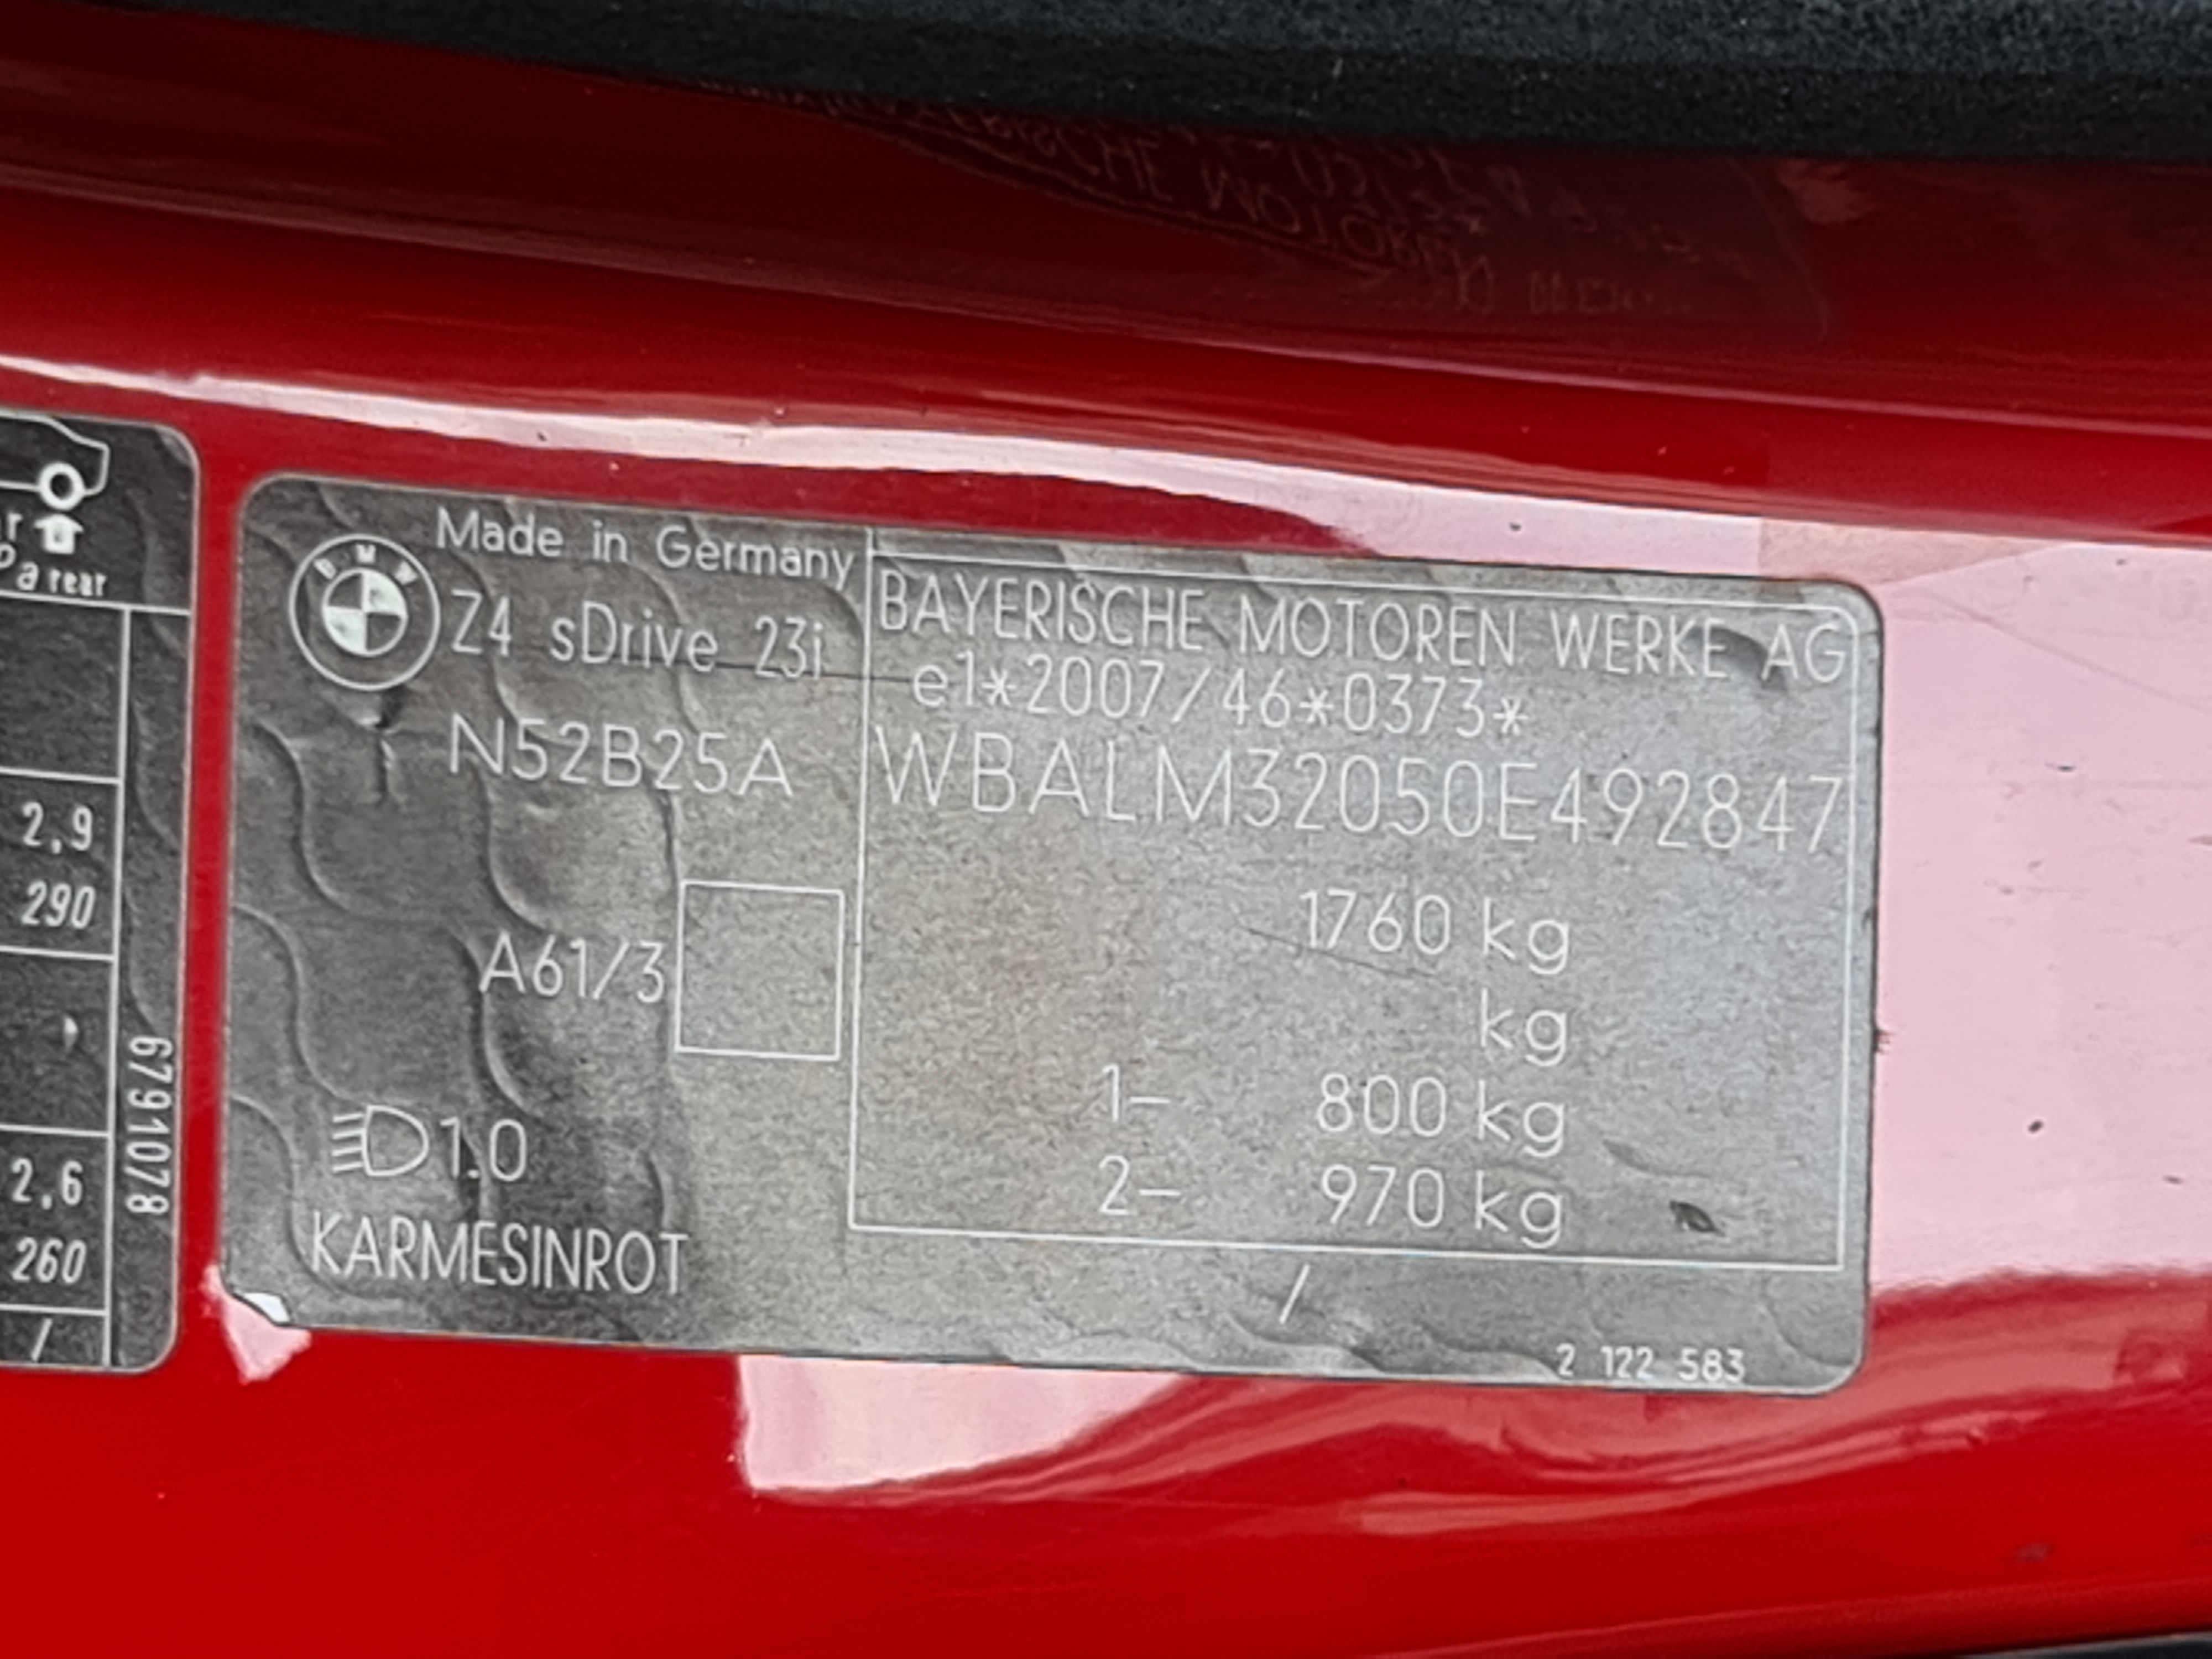 a rear
2,9
290
2,6
260
/
6791078
BMW
Made in Germany
Z4 sDrive 23i
N52B25A
A61/3
1.0
KARMESINROT
BAYERISCHE MOTOREN WERKE AG
e1*2007/46*0373*
WBALM32050E492847
1760 kg
kg
1- 800 kg
2- 970 kg
/
2 122 583